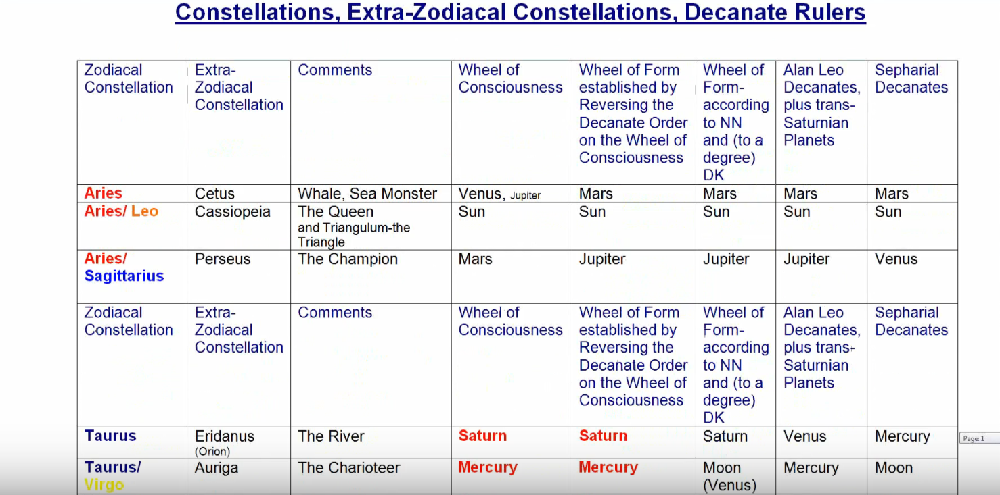 Constellations, Extra-Zodiacal Constellations, Decanate Rulers
Zodiacal
Constellation
Extra-
Zodiacal
Constellation
Comments
Wheel of
Consciousness
Wheel of Form
established by
Reversing the
Decanate Order
on the Wheel of
Consciousness
Wheel of
Form-
according
to NN
and (to a
degree)
DK
Alan Leo
Decanates,
plus trans-
Saturnian
Planets
Sepharial
Decanates
Aries
Cetus
Whale, Sea Monster
Venus, Jupiter
Mars
Mars
Mars
Mars
Aries/ Leo
Cassiopeia
The Queen
and Triangulum-the
Triangle
Sun
Sun
Sun
Sun
Sun
Aries/
Sagittarius
Perseus
The Champion
Mars
Jupiter
Jupiter
Jupiter
Venus
Zodiacal
Constellation
Extra-
Zodiacal
Constellation
Comments
Wheel of
Consciousness
Wheel of Form
established by
Reversing the
Decanate Order
on the Wheel of
Consciousness
Wheel of
Form-
according
to NN
and (to a
degree)
DK
Alan Leo
Decanates,
plus trans-
Saturnian
Planets
Sepharial
Decanates
Taurus
Eridanus
(Orion)
The River
Saturn
Saturn
Saturn
Venus
Mercury
Page: 1
Taurus/
Virgo
Auriga
The Charioteer
Mercury
Mercury
Moon
(Venus)
Mercury
Moon